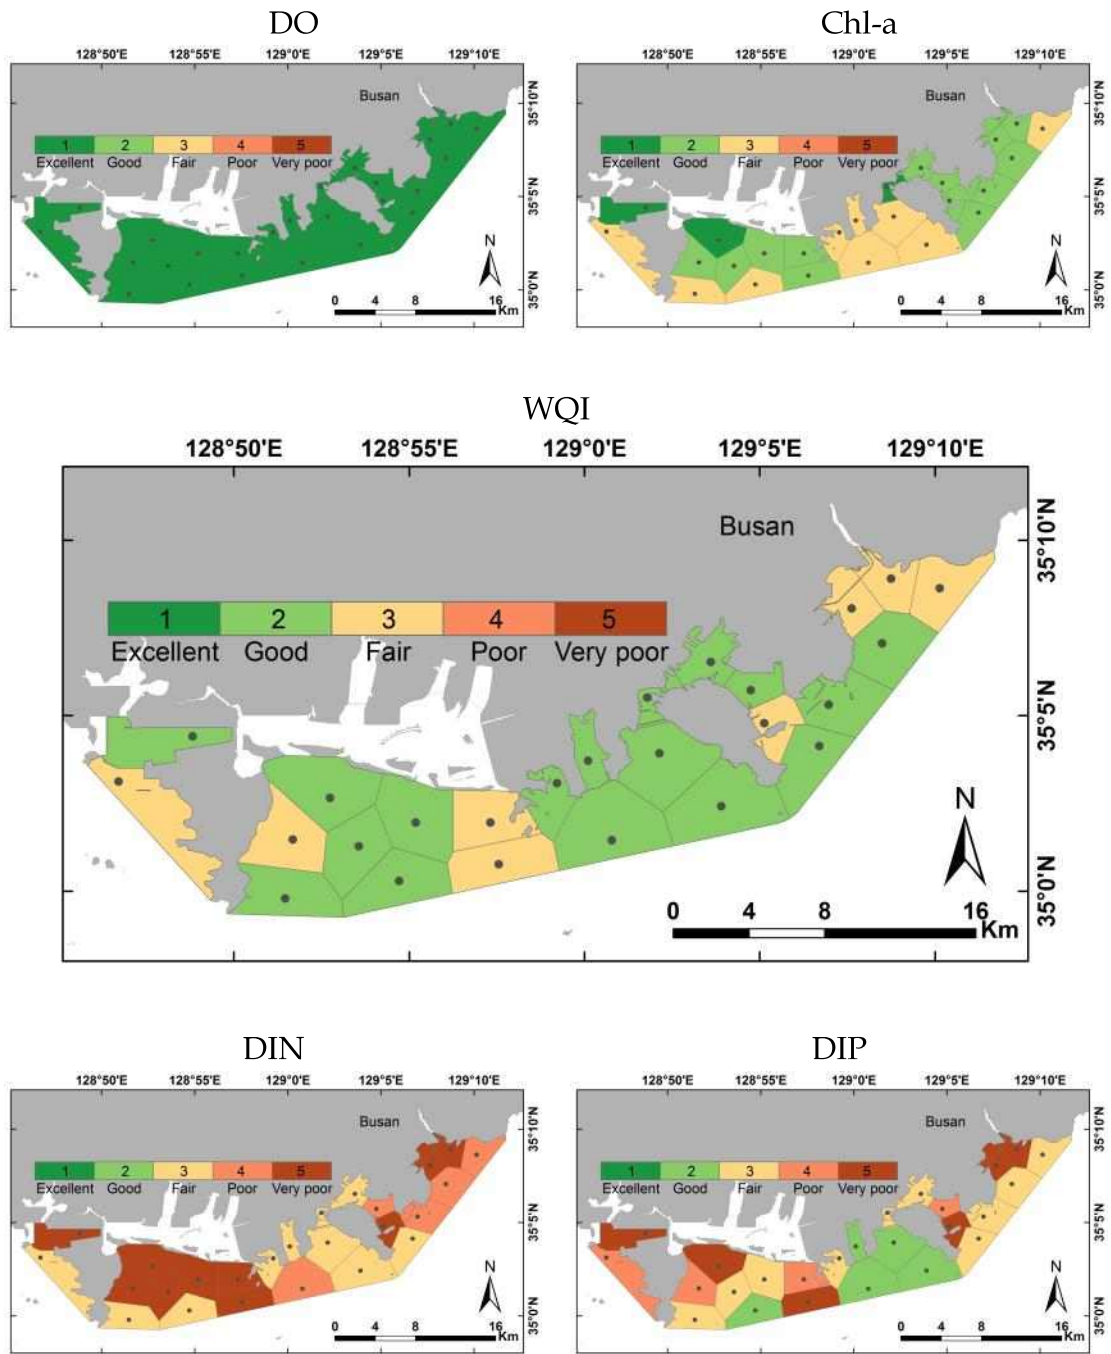 DO
128°50'E 128°55'E 129°0'E 129°5'E 129°10'E
Busan
35°10'N
1 2 3 4 5
Excellent Good Fair Poor Very poor
35°5'N
N
35°0'N
0 4 8 16
Km
Chl-a
128°50'E 128°55'E 129°0'E 129°5'E 129°10'E
Busan
35°10'N
1 2 3 4 5
Excellent Good Fair Poor Very poor
35°5'N
N
35°0'N
0 4 8 16
Km
WQI
128°50'E 128°55'E 129°0'E 129°5'E 129°10'E
Busan
35°10'N
1 2 3 4 5
Excellent Good Fair Poor Very poor
35°5'N
N
35°0'N
0 4 8 16
Km
DIN
128°50'E 128°55'E 129°0'E 129°5'E 129°10'E
Busan
35°10'N
1 2 3 4 5
Excellent Good Fair Poor Very poor
35°5'N
N
35°0'N
0 4 8 16
Km
DIP
128°50'E 128°55'E 129°0'E 129°5'E 129°10'E
Busan
35°10'N
1 2 3 4 5
Excellent Good Fair Poor Very poor
35°5'N
N
35°0'N
0 4 8 16
Km